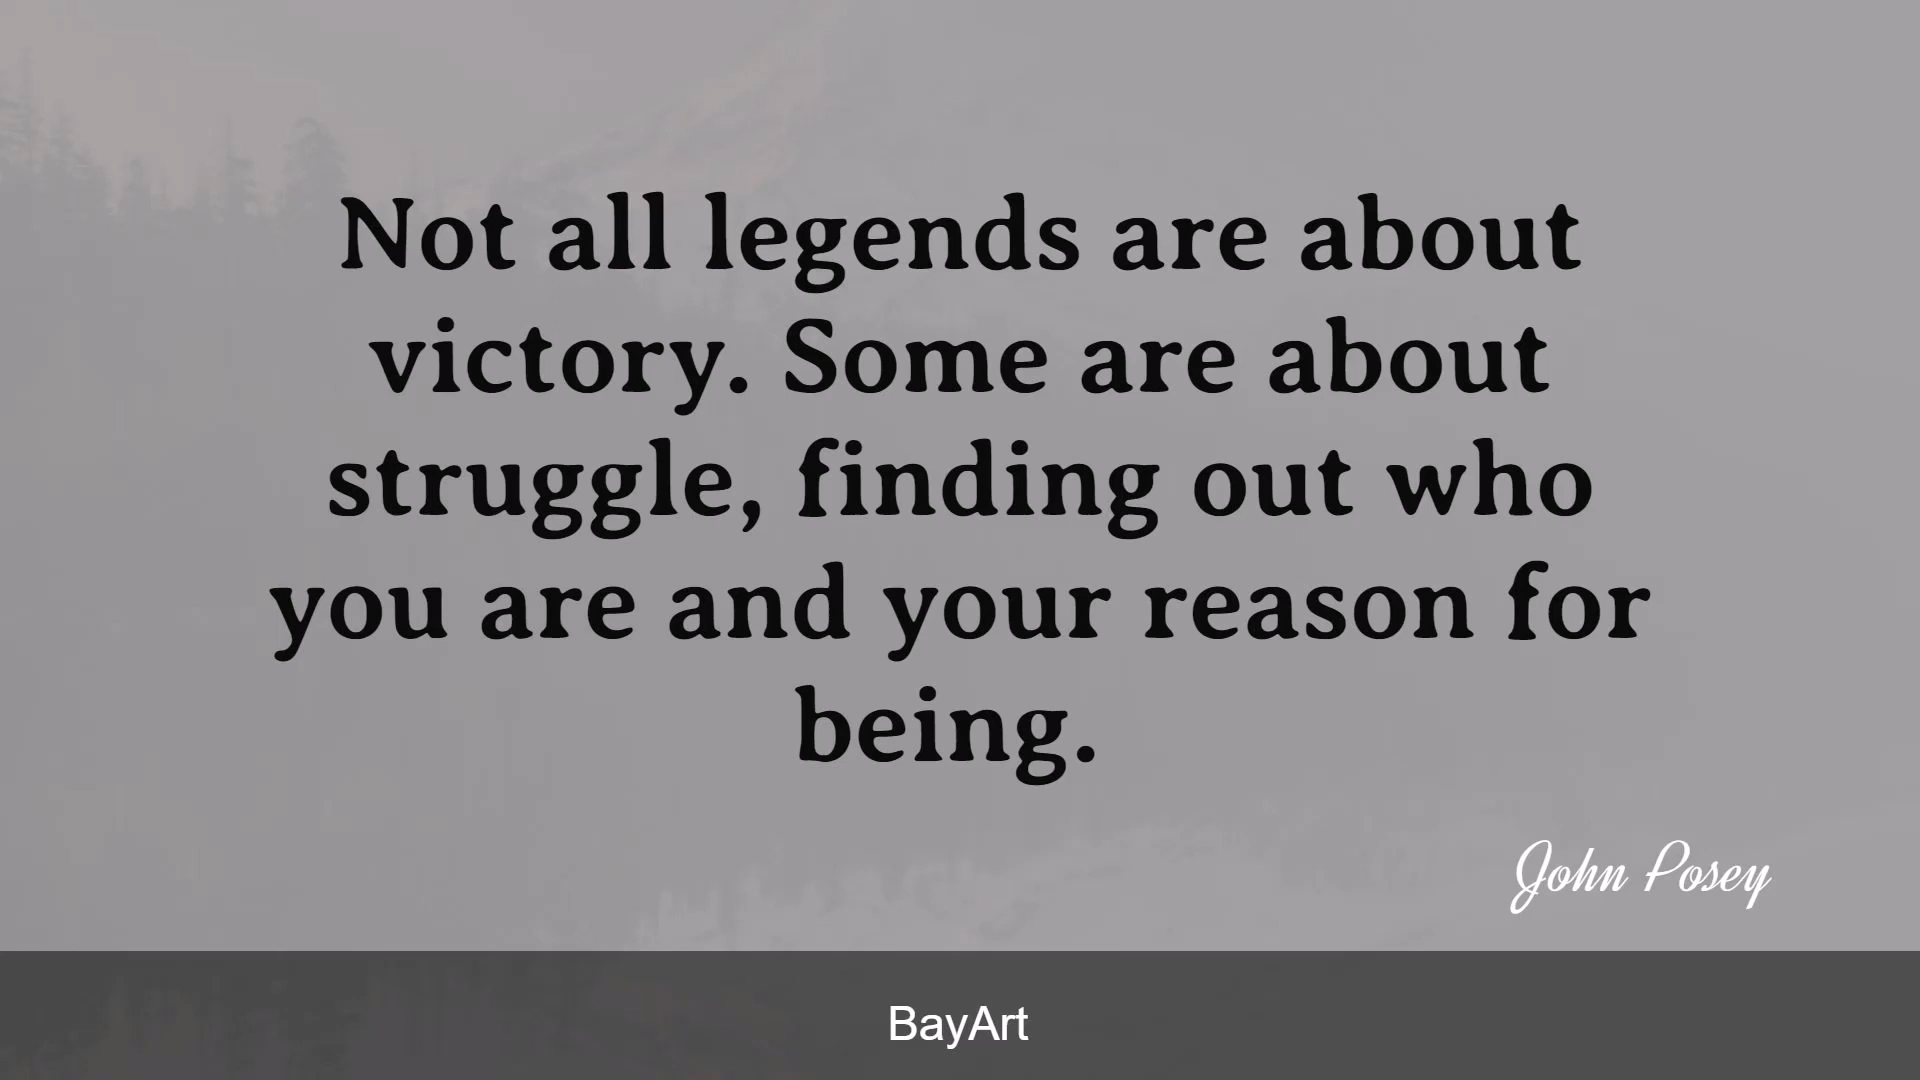 Not all legends are about
victory. Some are about
struggle, finding out who
you are and your reason for
being.
John Posey
BayArt